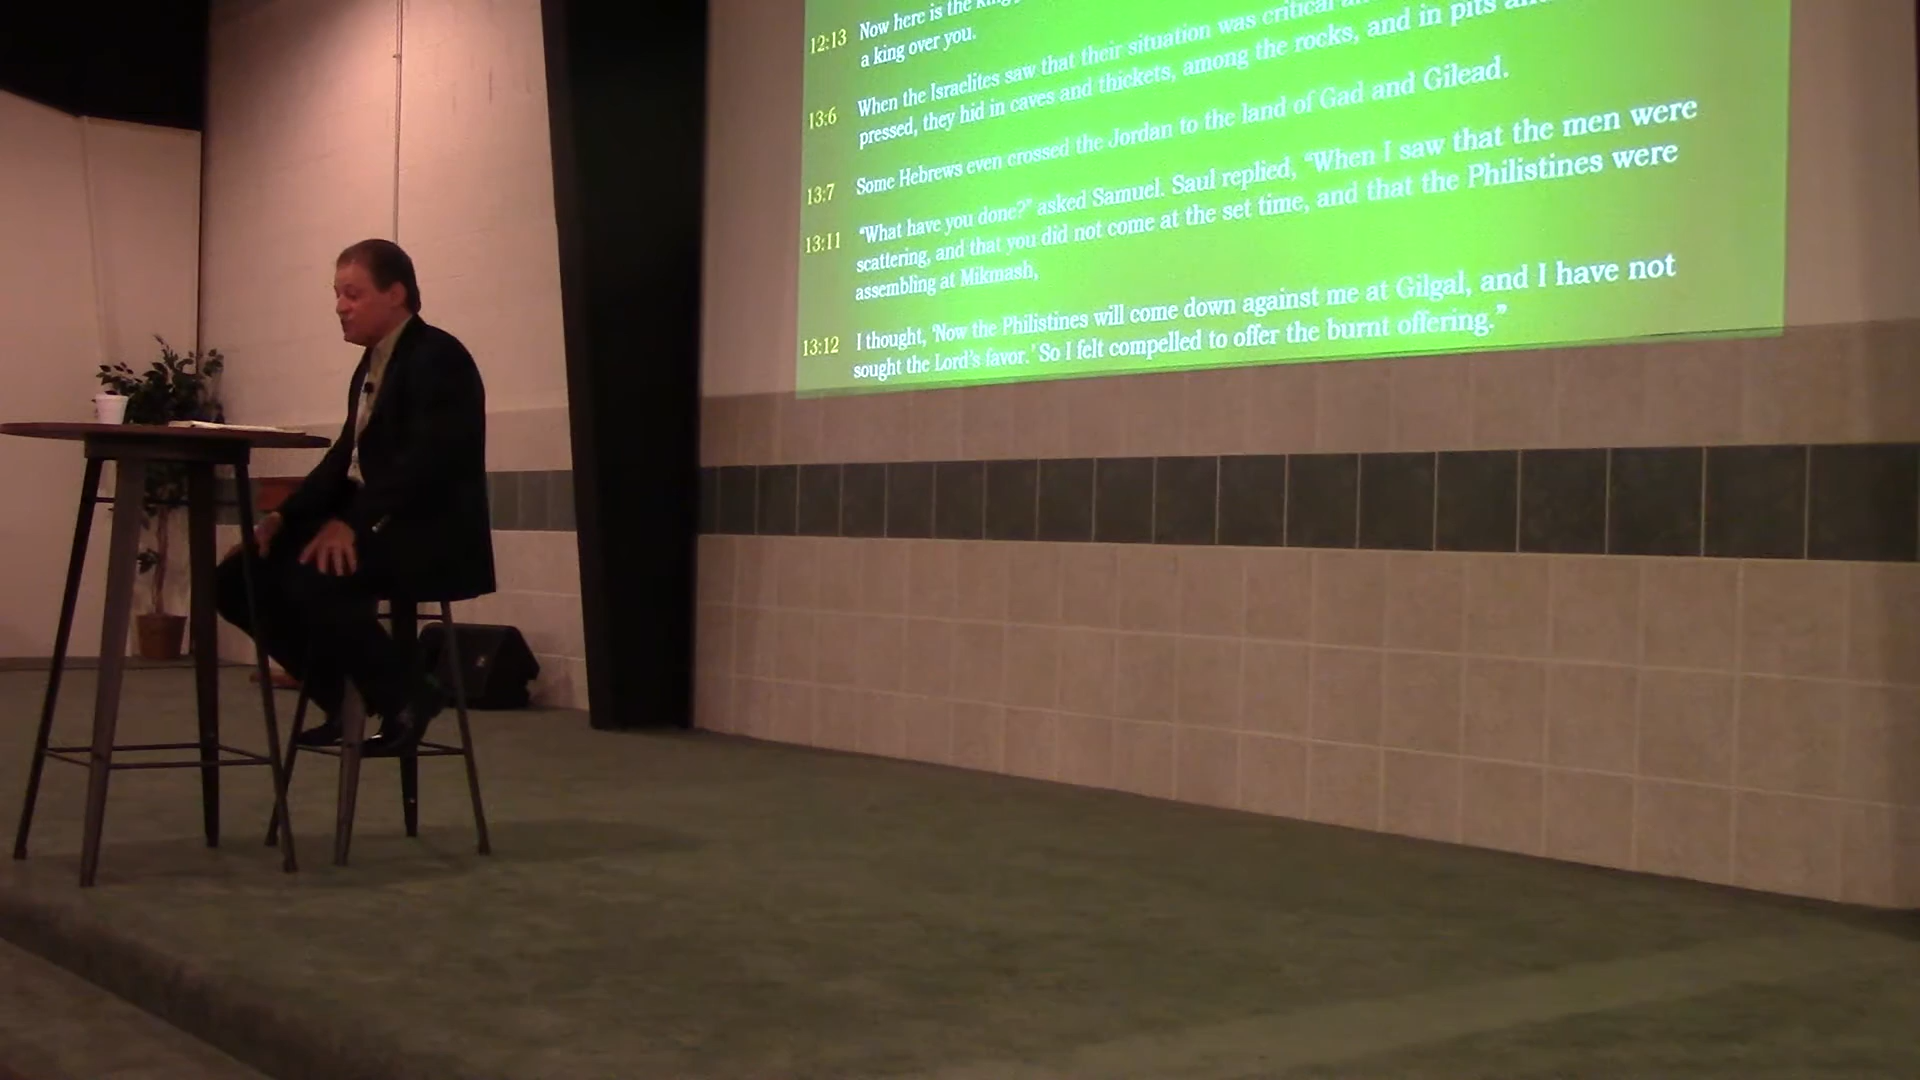 12:13 Now here is the king
a king over you.
13:6 When the Israelites saw that their situation was critical
pressed, they hid in caves and thickets, among the rocks, and in pits
13:7 Some Hebrews even crossed the Jordan to the land of Gad and Gilead.
13:11 “What have you done?” asked Samuel. Saul replied, “When I saw that the men were
scattering, and that you did not come at the set time, and that the Philistines were
assembling at Mikmash,
13:12 I thought, ‘Now the Philistines will come down against me at Gilgal, and I have not
sought the Lord’s favor.’ So I felt compelled to offer the burnt offering.”